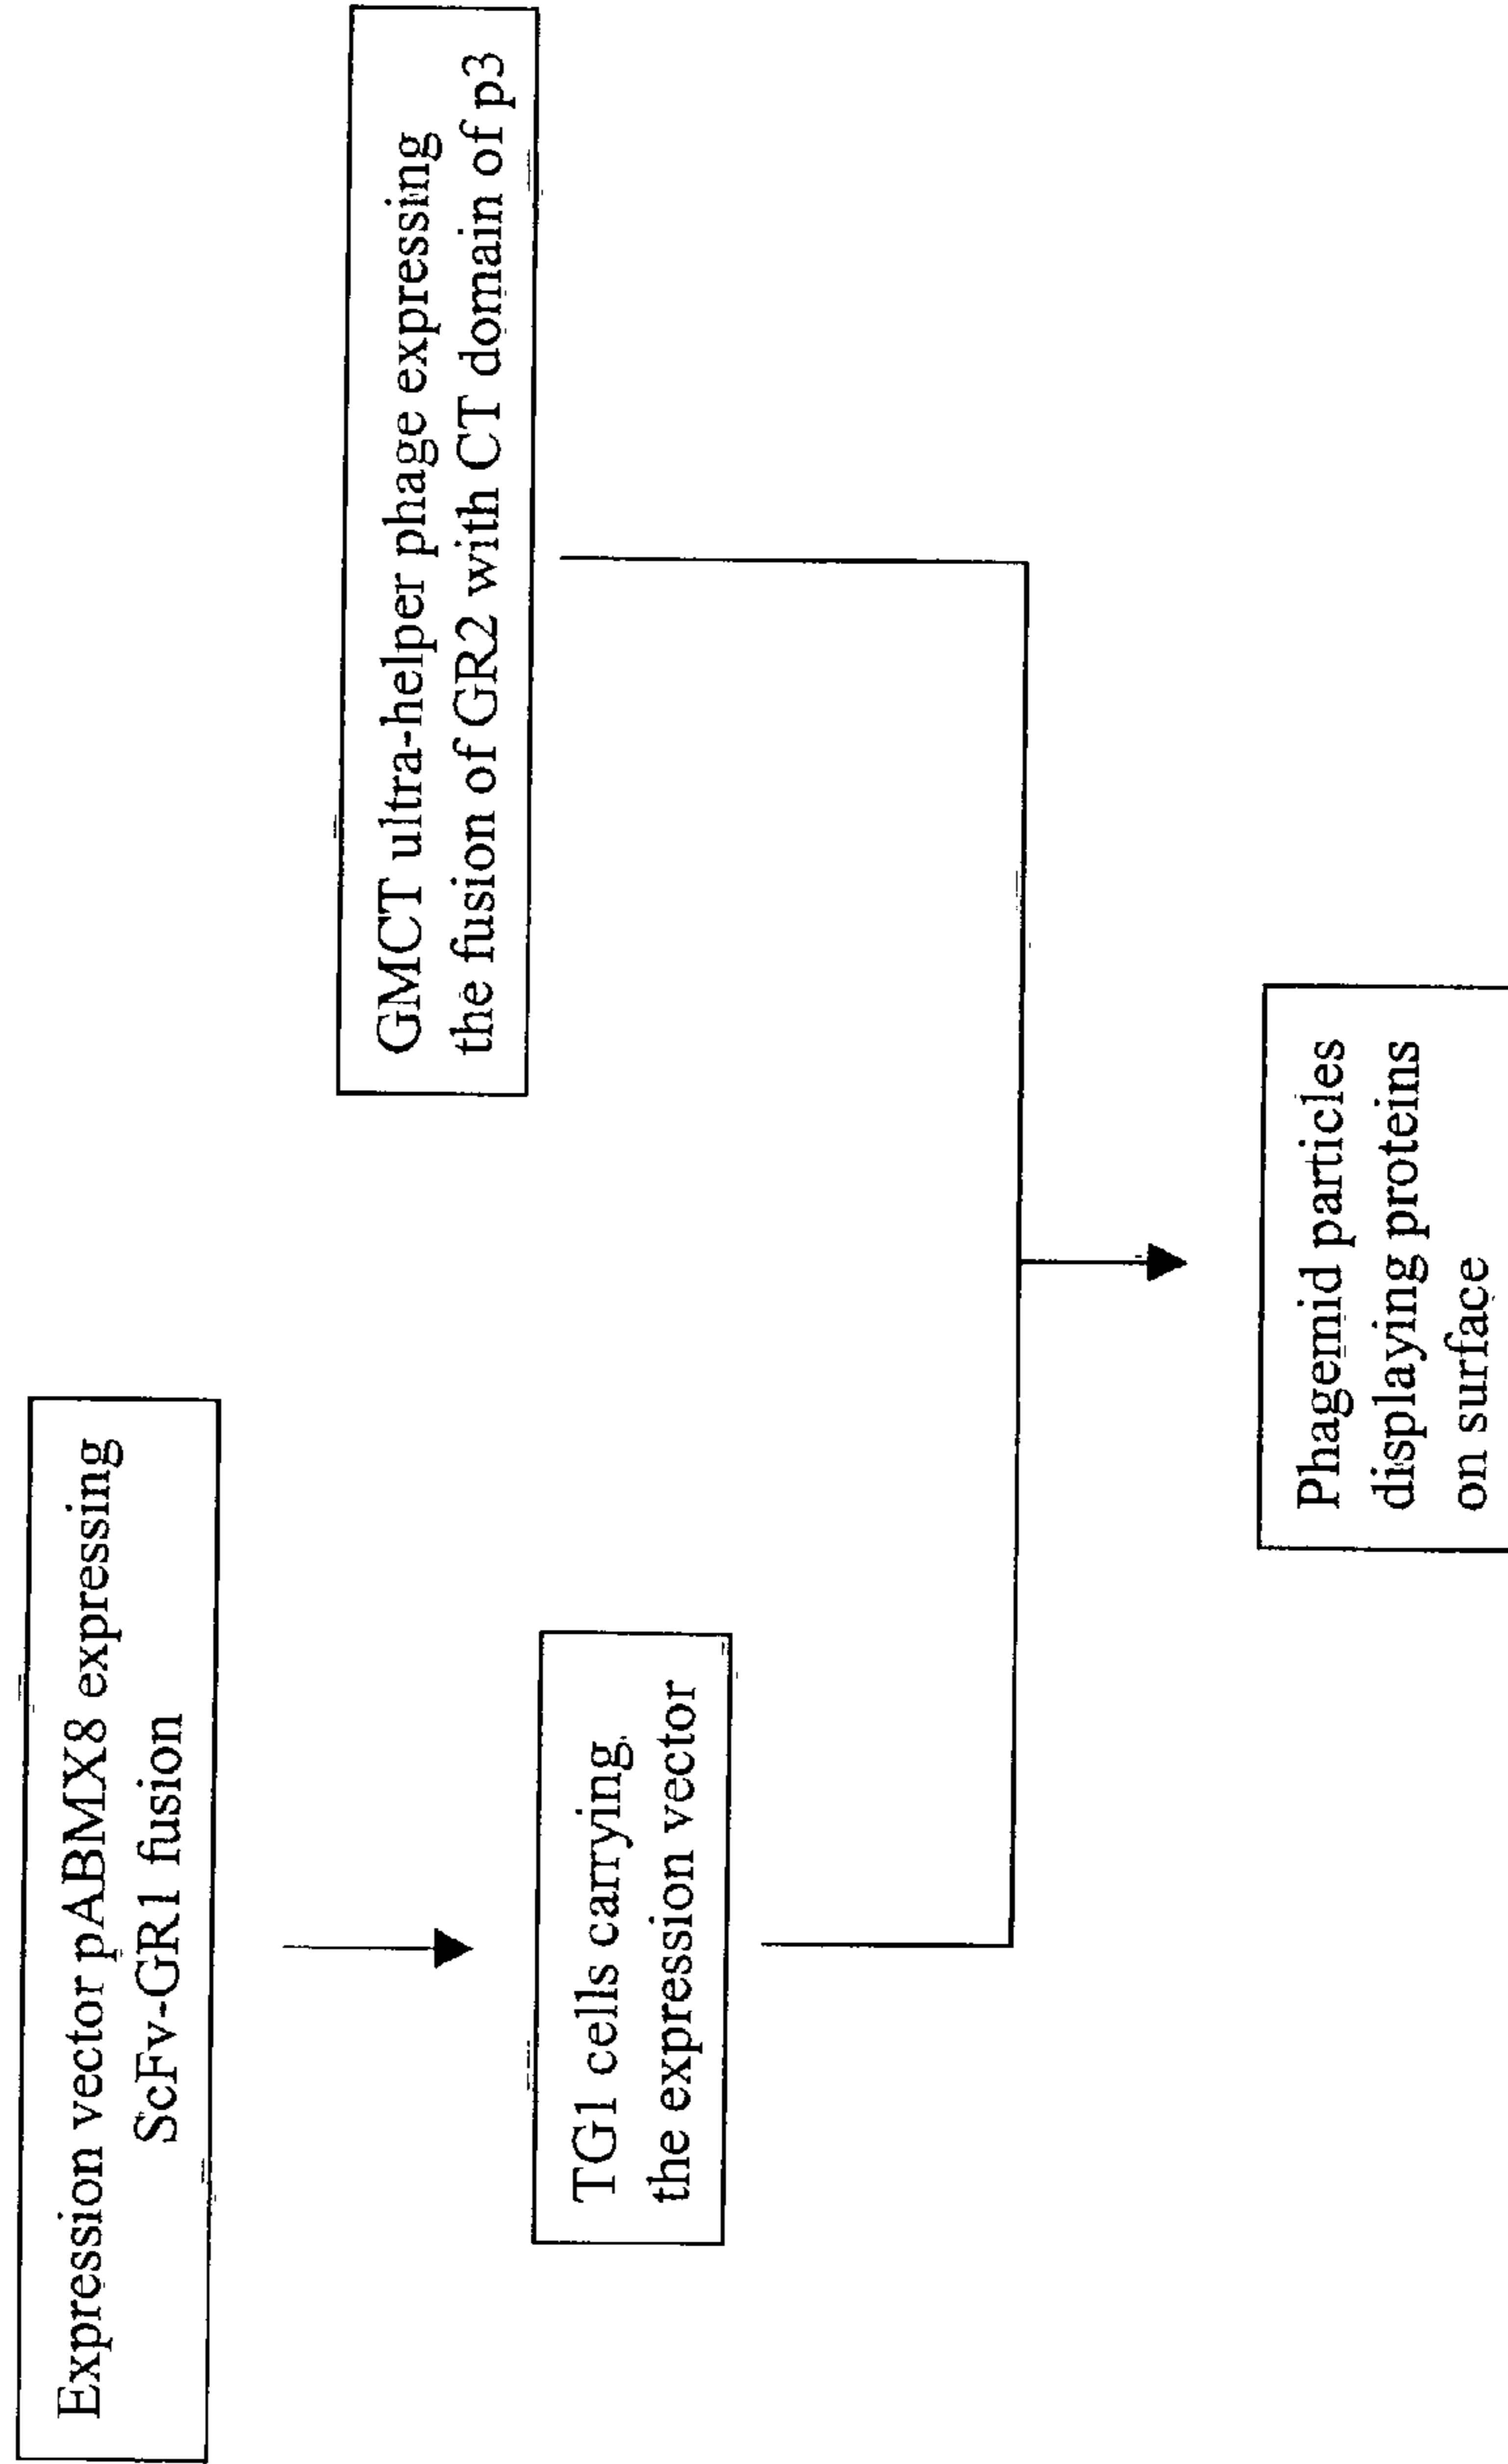 Expression vector pABMX8 expressing
ScFv-GR1 fusion
GMCT ultra-helper phage expressing
the fusion of GR2 with CT domain of p3
TG1 cells carrying
the expression vector
Phagemid particles
displaying proteins
on surface